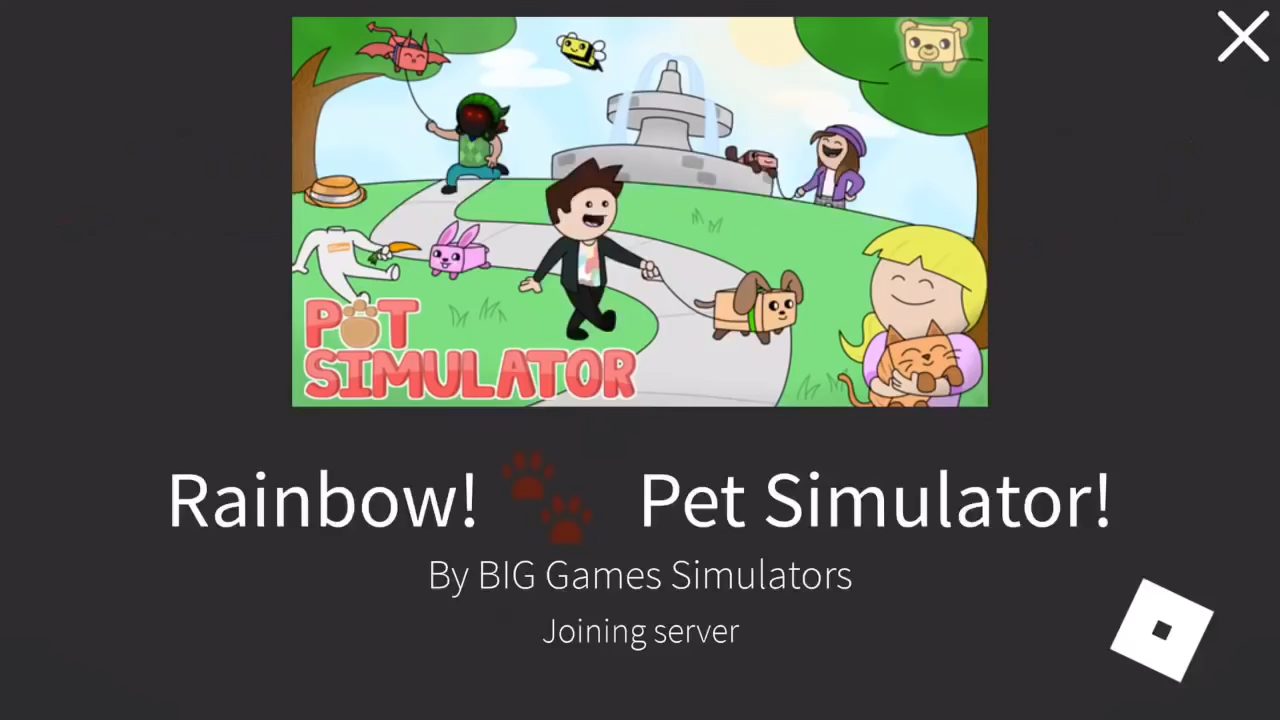 PET
SIMULATOR
Rainbow! 🐾 Pet Simulator!
By BIG Games Simulators
Joining server